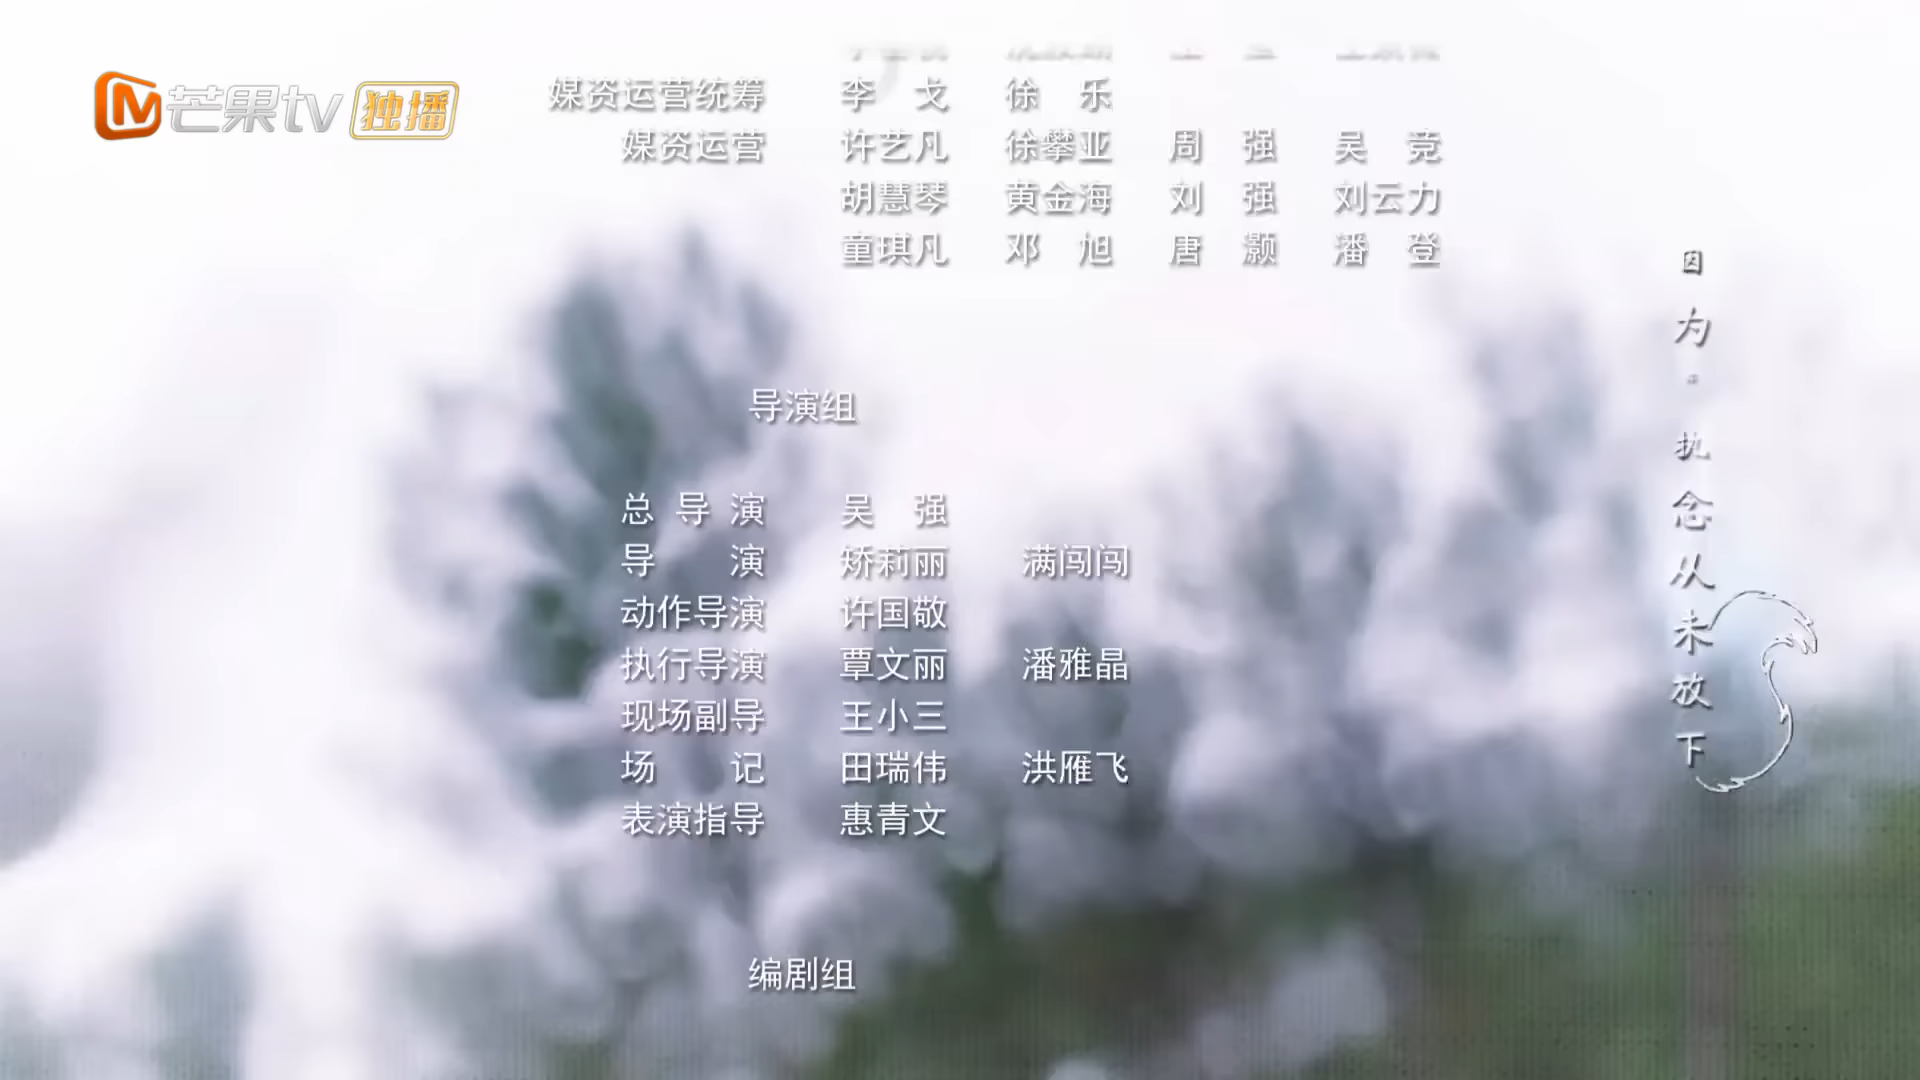 芒果tv 独播
媒资运营统筹 李 戈 徐 乐
媒资运营 许艺凡 徐攀亚 周 强 吴 竞
胡慧琴 黄金海 刘 强 刘云力
童琪凡 邓 旭 唐 灏 潘 登
导演组
总 导 演 吴 强
导 演 矫莉丽 满闯闯
动作导演 许国敬
执行导演 覃文丽 潘雅晶
现场副导 王小三
场 记 田瑞伟 洪雁飞
表演指导 惠青文
编剧组
因为。执念从未放下